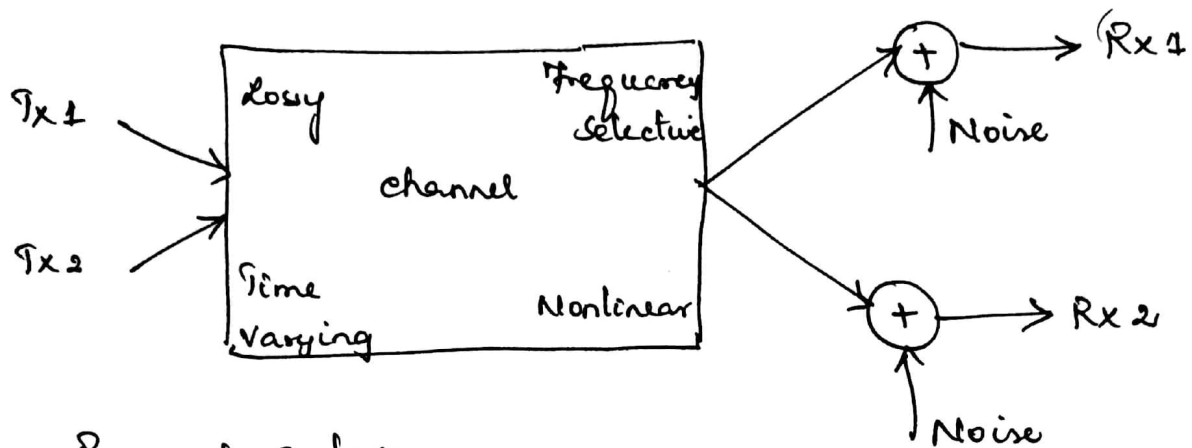 Tx 1
Tx 2
Lossy
Frequency
Selective
channel
Time
Varying
Nonlinear
+
Rx 1
Noise
+
Rx 2
Noise